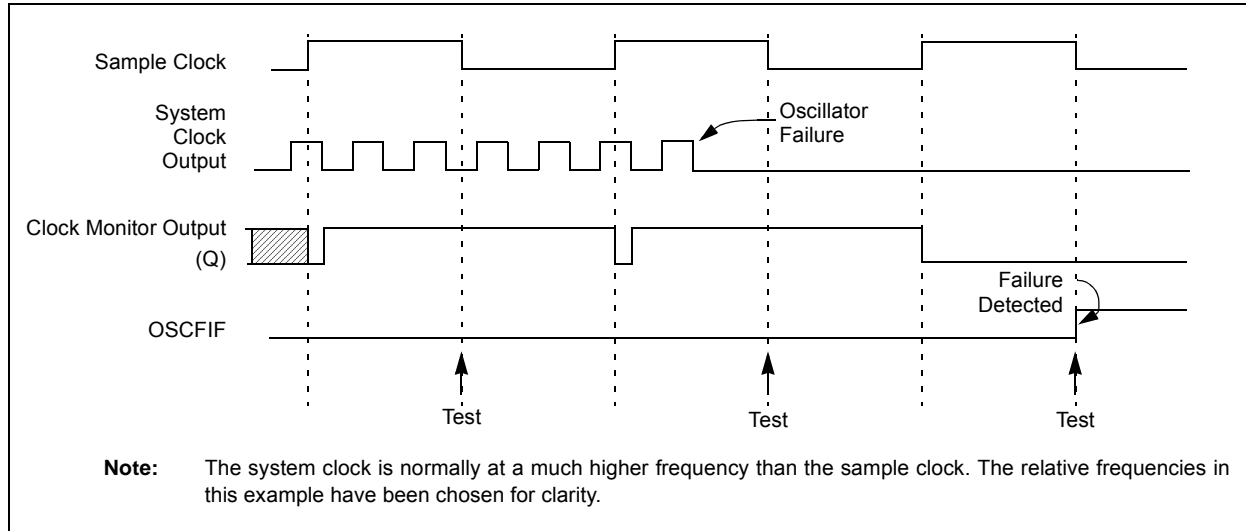 Sample Clock
System
Clock
Output
Oscillator
Failure
Clock Monitor Output
(Q)
Failure
Detected
OSCFIF
Test
Test
Test
Note: The system clock is normally at a much higher frequency than the sample clock. The relative frequencies in
this example have been chosen for clarity.